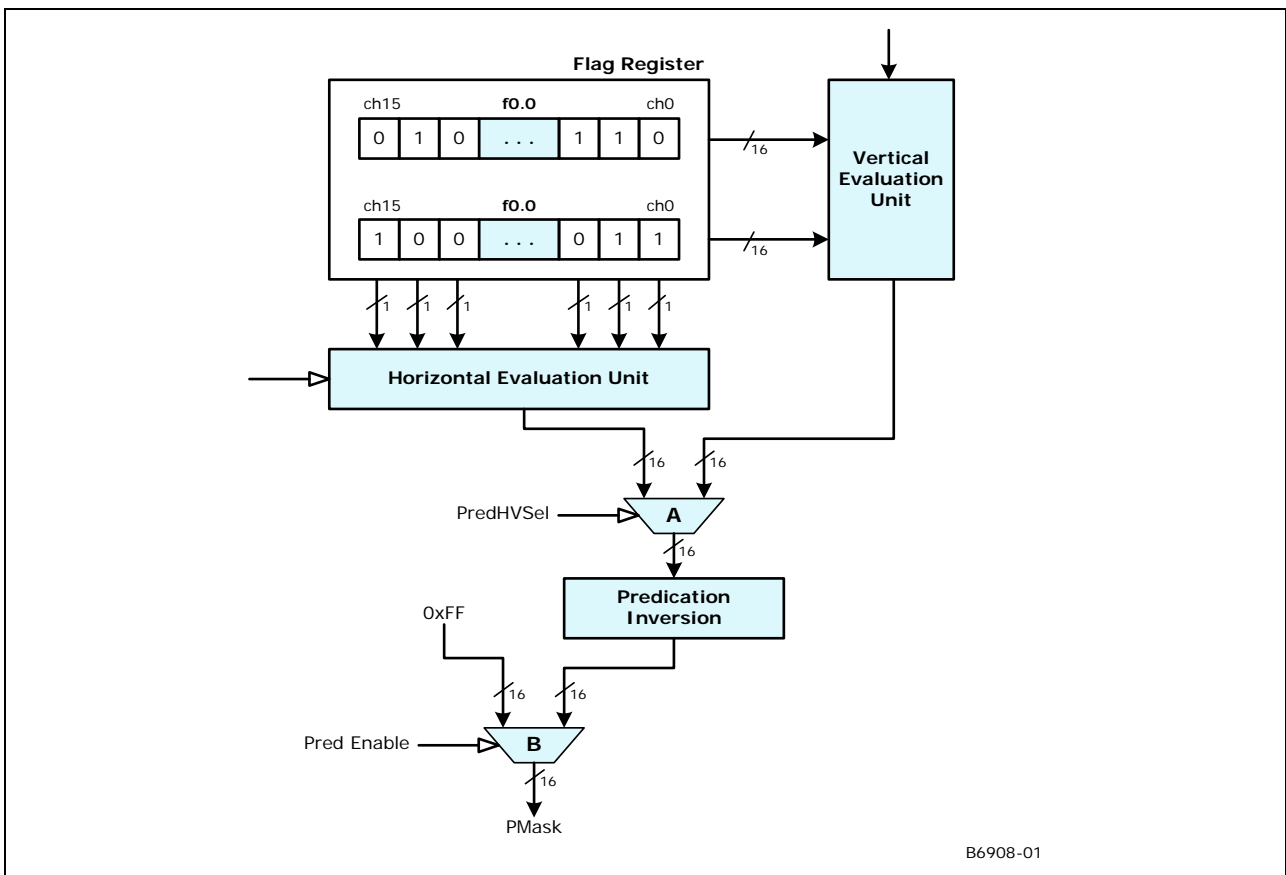 Flag Register
ch15 f0.0 ch0
0 1 0 ... 1 1 0
16
Vertical
Evaluation
Unit
ch15 f0.0 ch0
1 0 0 ... 0 1 1
16
1 1 1 1 1 1
Horizontal Evaluation Unit
16 16
PredHVSel A
16
Predication
Inversion
0xFF
16 16
Pred Enable B
16
PMask
B6908-01